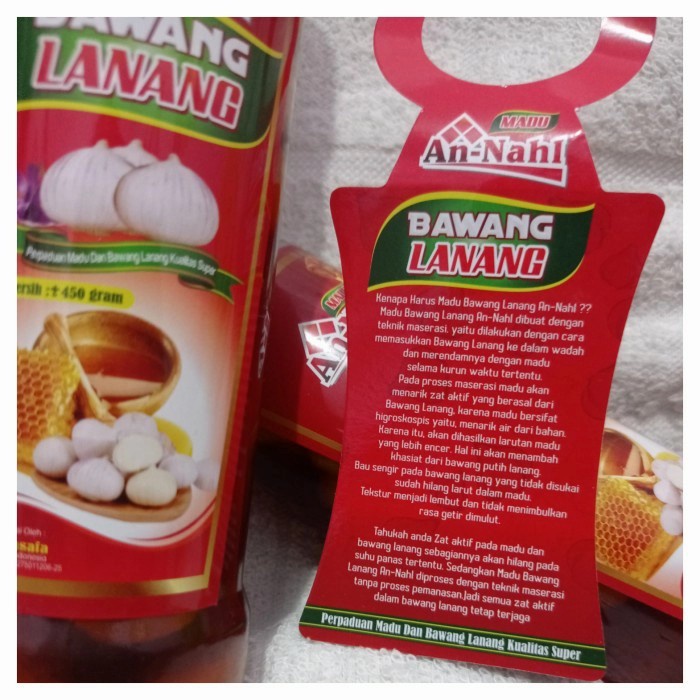 BAWANG
LANANG
Perpaduan Madu Dan Bawang Lanang Kualitas Super
450 gram
MADU
An-Nahl
BAWANG
LANANG
Kenapa Harus Madu Bawang Lanang An-Nahl ??
Madu Bawang Lanang An-Nahl dibuat dengan
teknik maserasi, yaitu dilakukan dengan cara
memasukkan Bawang Lanang ke dalam wadah
dan merendamnya dengan madu
selama kurun waktu tertentu.
Pada proses maserasi madu akan
menarik zat aktif yang berasal dari
Bawang Lanang, karena madu bersifat
higroskospis yaitu, menarik air dari bahan.
Karena itu, akan dihasilkan larutan madu
yang lebih encer. Hal ini akan menambah
khasiat dari bawang putih lanang.
Bau sengir pada bawang lanang yang tidak disukai
sudah hilang larut dalam madu.
Tekstur menjadi lembut dan tidak menimbulkan
rasa getir dimulut.
Tahukah anda Zat aktif pada madu dan
bawang lanang sebagiannya akan hilang pada
suhu panas tertentu. Sedangkan Madu Bawang
Lanang An-Nahl diproses dengan teknik maserasi
tanpa proses pemanasan.Jadi semua zat aktif
dalam bawang lanang tetap terjaga
Perpaduan Madu Dan Bawang Lanang Kualitas Super
MADU